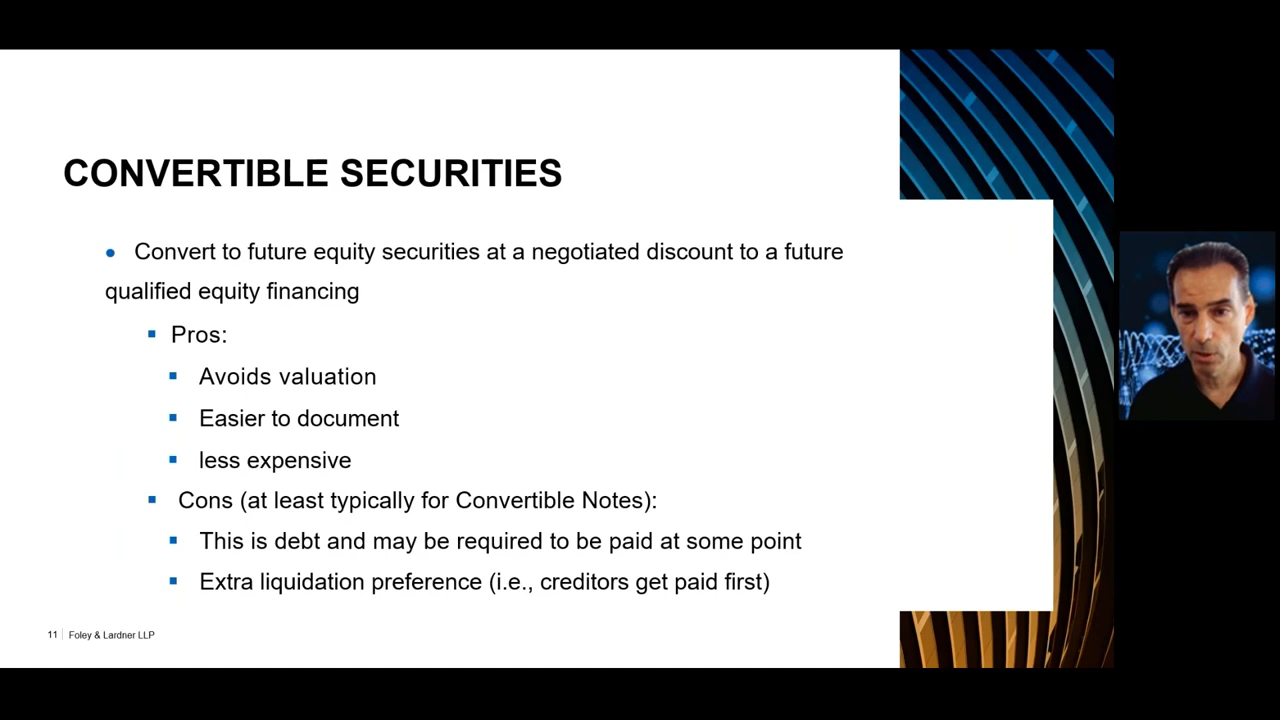 CONVERTIBLE SECURITIES
• Convert to future equity securities at a negotiated discount to a future
qualified equity financing
▪ Pros:
▪ Avoids valuation
▪ Easier to document
▪ less expensive
▪ Cons (at least typically for Convertible Notes):
▪ This is debt and may be required to be paid at some point
▪ Extra liquidation preference (i.e., creditors get paid first)
11 | Foley & Lardner LLP